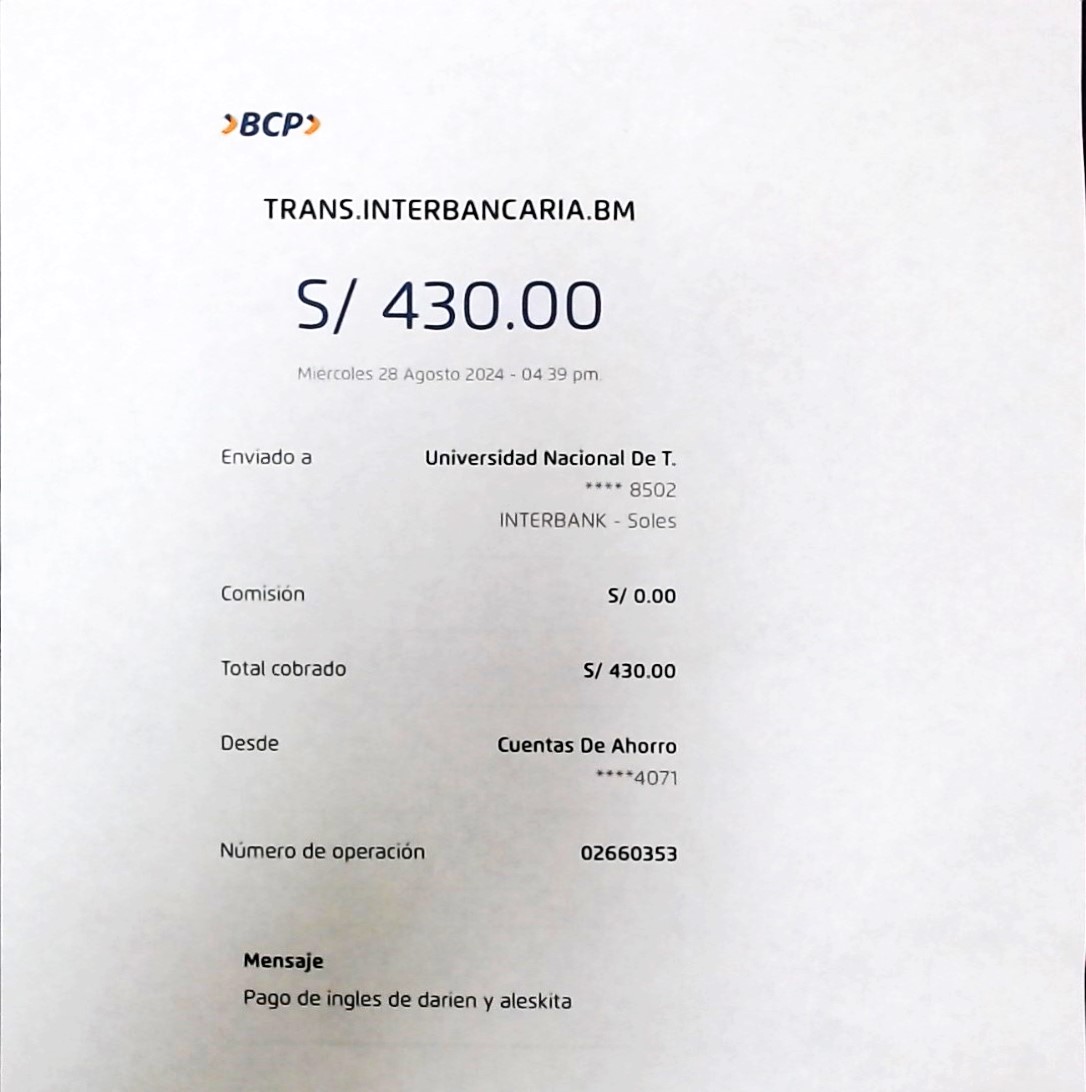 BCP
TRANS.INTERBANCARIA.BM
S/ 430.00
Miércoles 28 Agosto 2024 - 04:39 pm.
Enviado a Universidad Nacional De T.
**** 8502
INTERBANK - Soles
Comisión S/ 0.00
Total cobrado S/ 430.00
Desde Cuentas De Ahorro
****4071
Número de operación 02660353
Mensaje
Pago de ingles de darien y aleskita